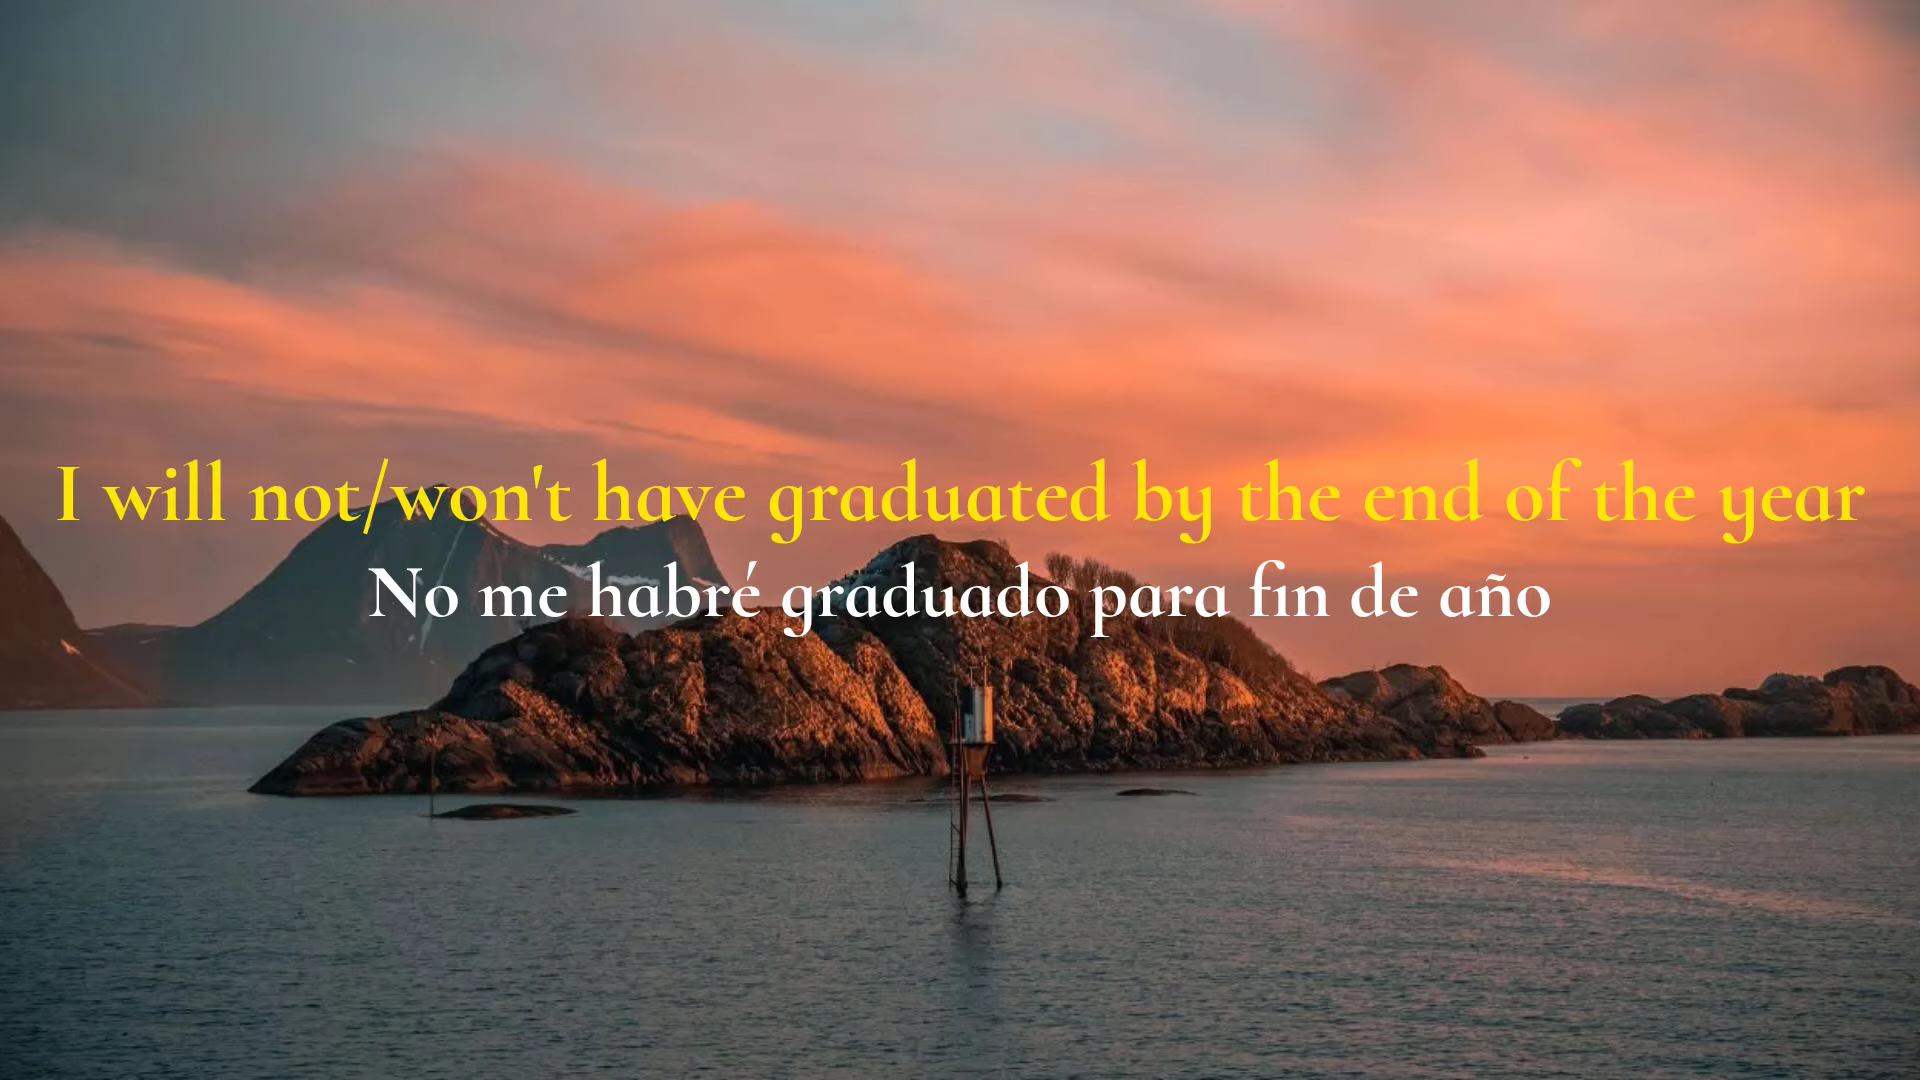 I will not/won't have graduated by the end of the year
No me habré graduado para fin de año